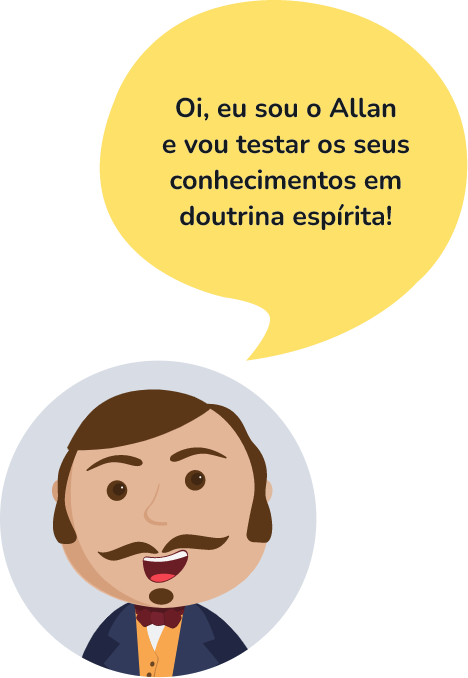 Oi, eu sou o Allan
e vou testar os seus
conhecimentos em
doutrina espírita!